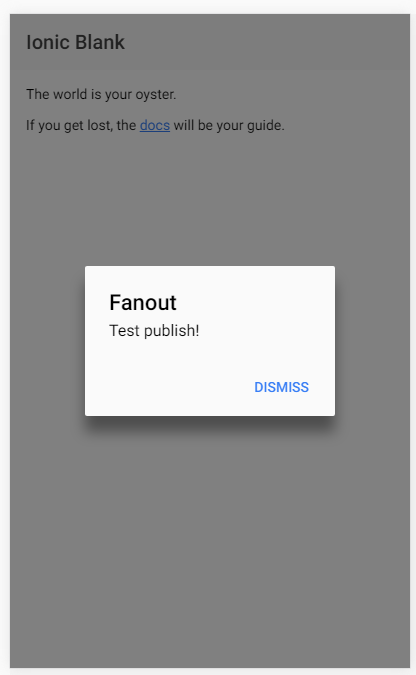 Ionic Blank
The world is your oyster.
If you get lost, the docs will be your guide.
Fanout
Test publish!
DISMISS